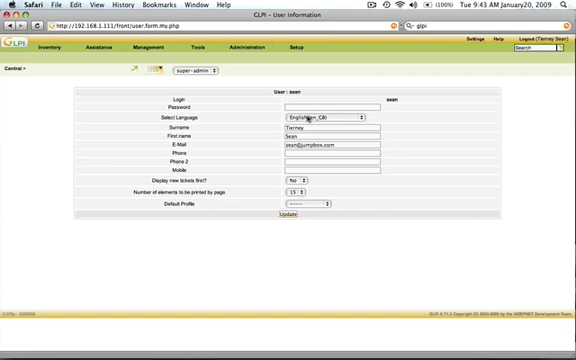 Safari File Edit View History Bookmarks Window Help (100%) Tue 9:43 AM January 20, 2009
GLPI – User Information
http://192.168.1.111/front/user.form.my.php
glpi
Settings Help Logout (Tierney Sean)
GLPI
Inventory Assistance Management Tools Administration Setup
Search
Central >
super-admin
User : sean
Login sean
Password
Select Language English (en_GB)
Surname Tierney
First name Sean
E-Mail sean@jumpbox.com
Phone
Phone 2
Mobile
Display new tickets first? No
Number of elements to be printed by page 15
Default Profile ----
Update